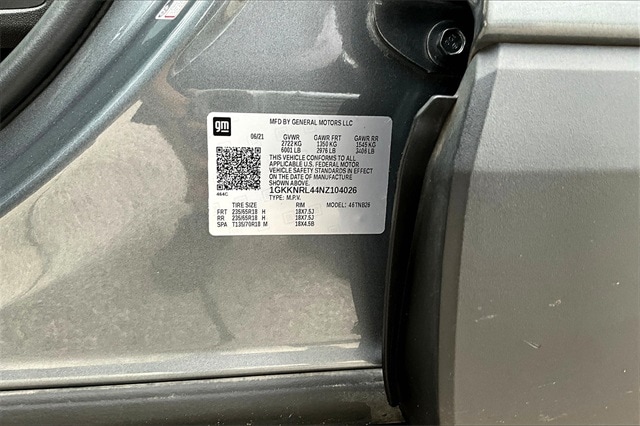 gm
MFD BY GENERAL MOTORS LLC
06/21 GVWR GAWR FRT GAWR RR
2722 KG 1350 KG 1545 KG
6001 LB 2976 LB 3406 LB
THIS VEHICLE CONFORMS TO ALL
APPLICABLE U.S. FEDERAL MOTOR
VEHICLE SAFETY STANDARDS IN EFFECT
ON THE DATE OF MANUFACTURE
SHOWN ABOVE.
1GKKNRL44NZ104026
TYPE: M.P.V.
464C
TIRE SIZE RIM MODEL: 46TNB26
FRT 235/65R18 H 18X7.5J
RR 235/65R18 H 18X7.5J
SPA T135/70R18 M 18X4.5B